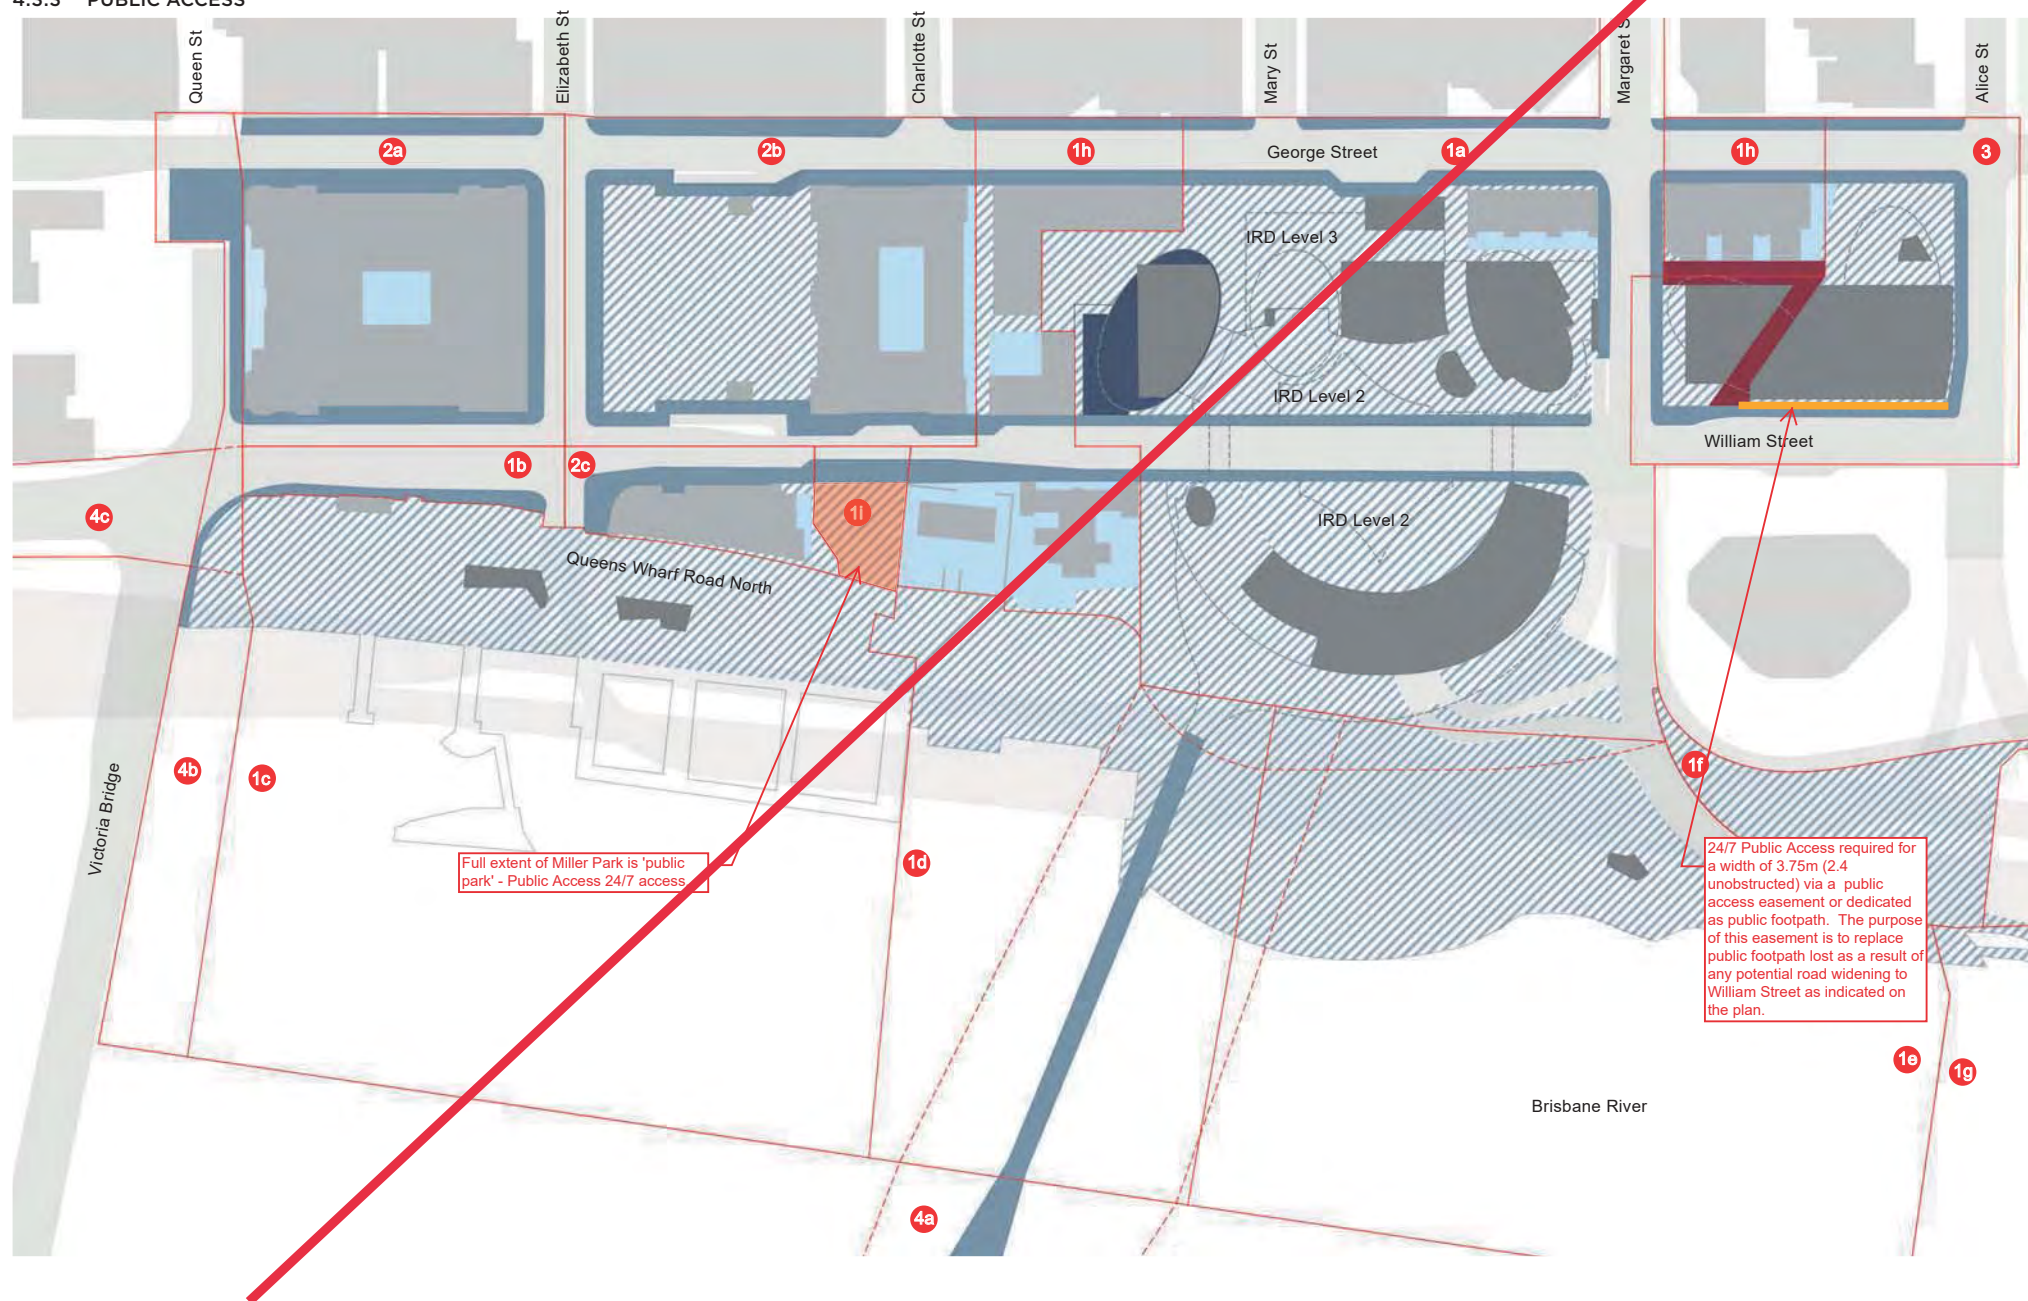 4.3.3 PUBLIC ACCESS
Queen St
Elizabeth St
Charlotte St
Mary St
Margaret St
Alice St
2a
2b
1h
George Street
1a
1h
3
IRD Level 3
IRD Level 2
William Street
1b
2c
4c
1i
IRD Level 2
Queens Wharf Road North
Victoria Bridge
4b
1c
1f
1d
Full extent of Miller Park is 'public
park' - Public Access 24/7 access
24/7 Public Access required for
a width of 3.75m (2.4
unobstructed) via a public
access easement or dedicated
as public footpath. The purpose
of this easement is to replace
public footpath lost as a result of
any potential road widening to
William Street as indicated on
the plan.
1e
1g
Brisbane River
4a